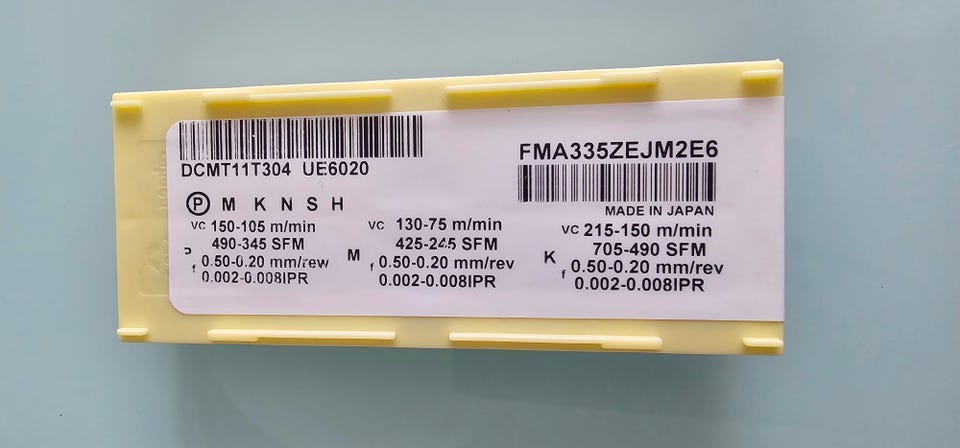 DCMT11T304 UE6020
FMA335ZEJM2E6
MADE IN JAPAN
P M K N S H
P
VC 150-105 m/min
490-345 SFM
f 0.50-0.20 mm/rew
0.002-0.008IPR
M
VC 130-75 m/min
425-245 SFM
f 0.50-0.20 mm/rev
0.002-0.008IPR
K
VC 215-150 m/min
705-490 SFM
f 0.50-0.20 mm/rev
0.002-0.008IPR